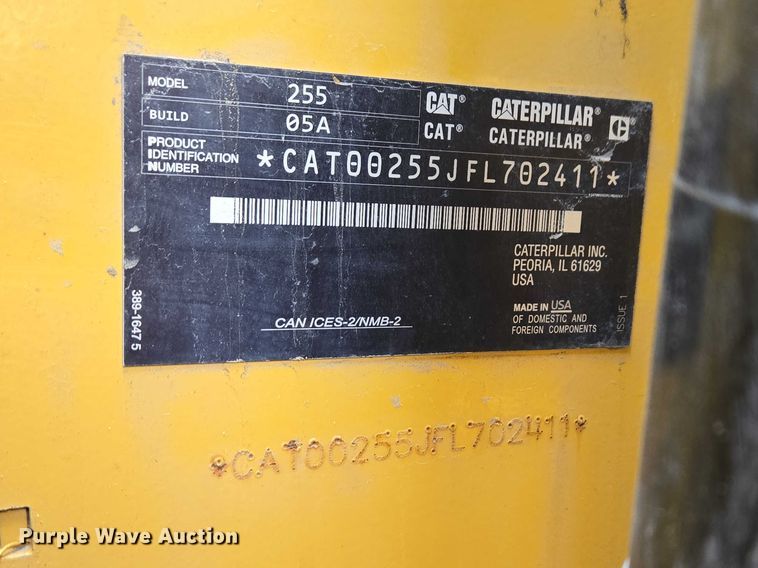 MODEL 255 CAT® CATERPILLAR®
BUILD 05A CAT® CATERPILLAR® C
PRODUCT
IDENTIFICATION
NUMBER
*CAT00255JFL702411*
CATERPILLAR INC.
PEORIA, IL 61629
USA
MADE IN USA
OF DOMESTIC AND
FOREIGN COMPONENTS
CAN ICES-2/NMB-2
389-1647 5
ISSUE 1
*CAT00255JFL702411*
Purple Wave Auction